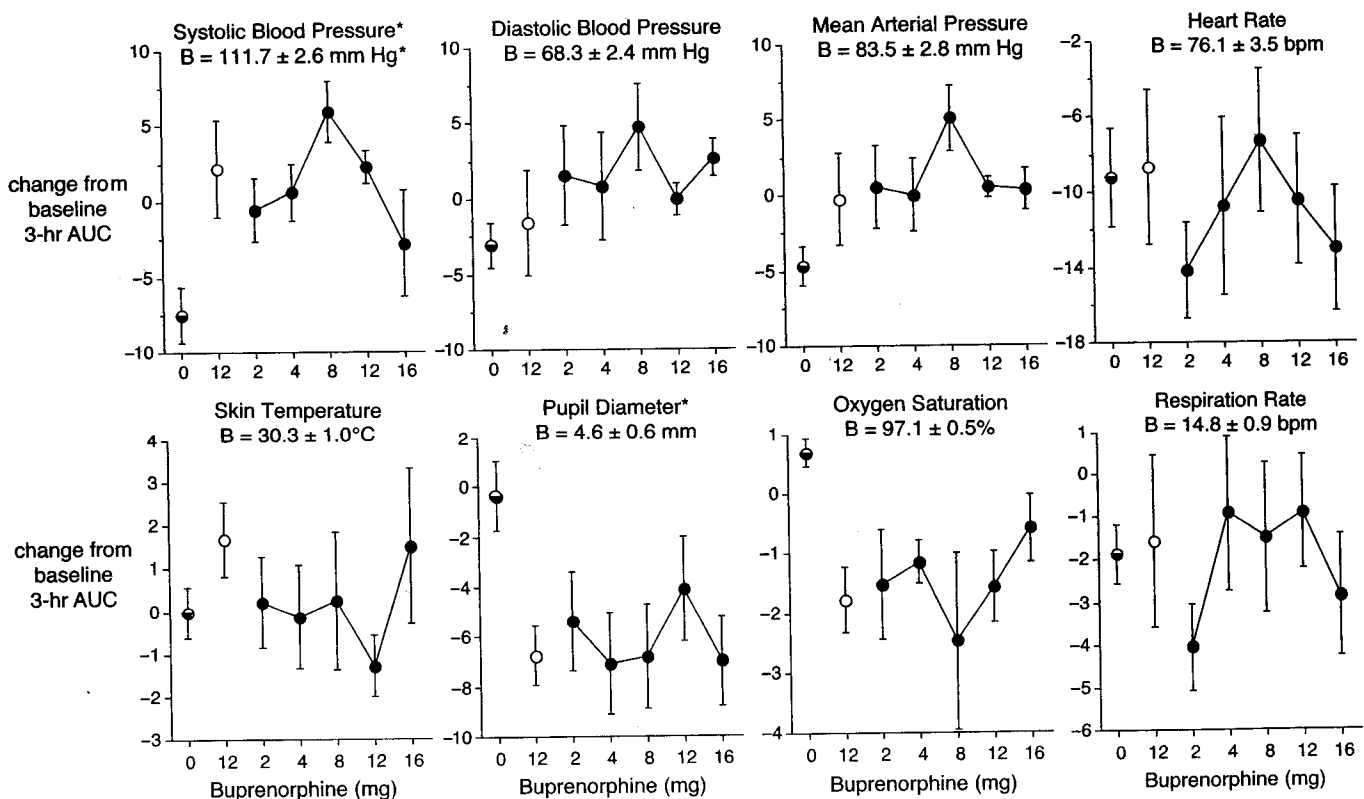 Systolic Blood Pressure*
B = 111.7 ± 2.6 mm Hg*
Diastolic Blood Pressure
B = 68.3 ± 2.4 mm Hg
Mean Arterial Pressure
B = 83.5 ± 2.8 mm Hg
Heart Rate
B = 76.1 ± 3.5 bpm
change from
baseline
3-hr AUC
10
5
0
−5
−10
0 12 2 4 8 12 16
10
5
0
−5
−10
0 12 2 4 8 12 16
10
5
0
−5
−10
0 12 2 4 8 12 16
−2
−6
−10
−14
−18
0 12 2 4 8 12 16
Skin Temperature
B = 30.3 ± 1.0°C
Pupil Diameter*
B = 4.6 ± 0.6 mm
Oxygen Saturation
B = 97.1 ± 0.5%
Respiration Rate
B = 14.8 ± 0.9 bpm
change from
baseline
3-hr AUC
4
3
2
1
0
−1
−2
−3
0 12 2 4 8 12 16
Buprenorphine (mg)
2
0
−2
−4
−6
−8
−10
0 12 2 4 8 12 16
Buprenorphine (mg)
1
0
−1
−2
−3
−4
0 12 2 4 8 12 16
Buprenorphine (mg)
1
0
−1
−2
−3
−4
−5
−6
0 12 2 4 8 12 16
Buprenorphine (mg)